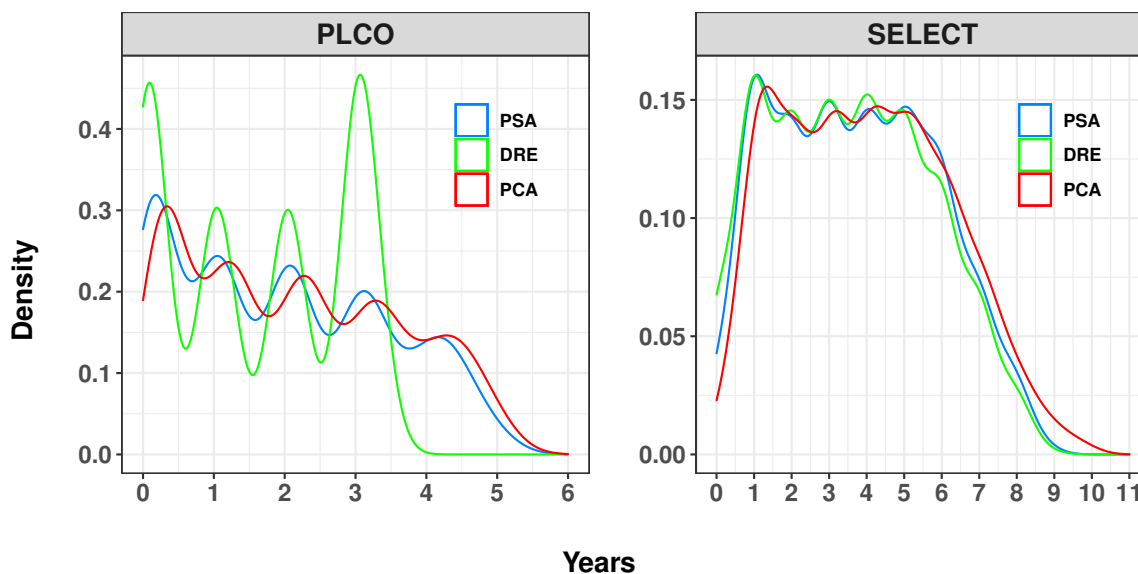 PLCO
SELECT
Density
0.4
0.3
0.2
0.1
0.0
PSA
DRE
PCA
0 1 2 3 4 5 6
0.15
0.10
0.05
0.00
PSA
DRE
PCA
0 1 2 3 4 5 6 7 8 9 10 11
Years